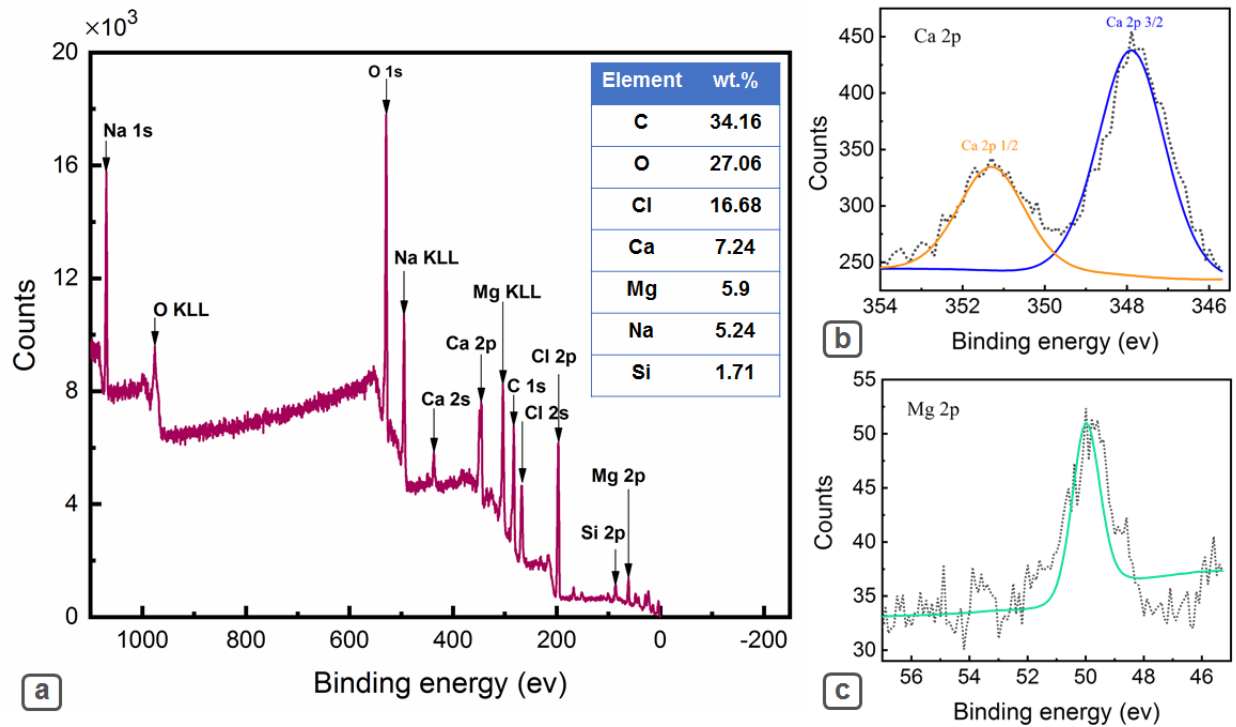 ×10³
20
16
12
8
4
0
1000
800
600
400
200
0
-200
Counts
Binding energy (ev)
Na 1s
O KLL
O 1s
Na KLL
Ca 2s
Ca 2p
Mg KLL
C 1s
Cl 2s
Cl 2p
Si 2p
Mg 2p
Element wt.%
C 34.16
O 27.06
Cl 16.68
Ca 7.24
Mg 5.9
Na 5.24
Si 1.71
a
Ca 2p
Ca 2p 3/2
Ca 2p 1/2
450
400
350
300
250
Counts
354
352
350
348
346
Binding energy (ev)
b
Mg 2p
55
50
45
40
35
30
Counts
56
54
52
50
48
46
Binding energy (ev)
c